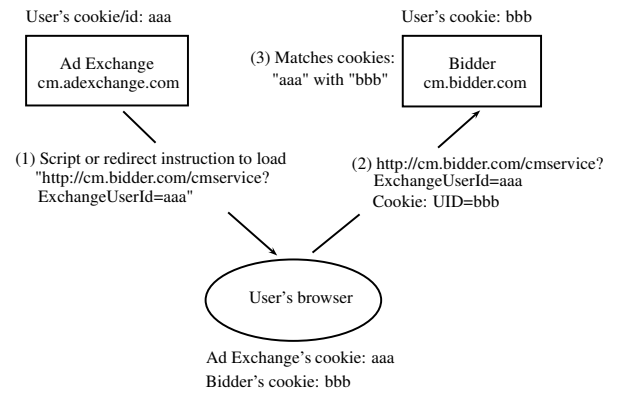 User's cookie/id: aaa
User's cookie: bbb
Ad Exchange
cm.adexchange.com
(3) Matches cookies:
"aaa" with "bbb"
Bidder
cm.bidder.com
(1) Script or redirect instruction to load
"http://cm.bidder.com/cmservice?
ExchangeUserId=aaa"
(2) http://cm.bidder.com/cmservice?
ExchangeUserId=aaa
Cookie: UID=bbb
User's browser
Ad Exchange's cookie: aaa
Bidder's cookie: bbb